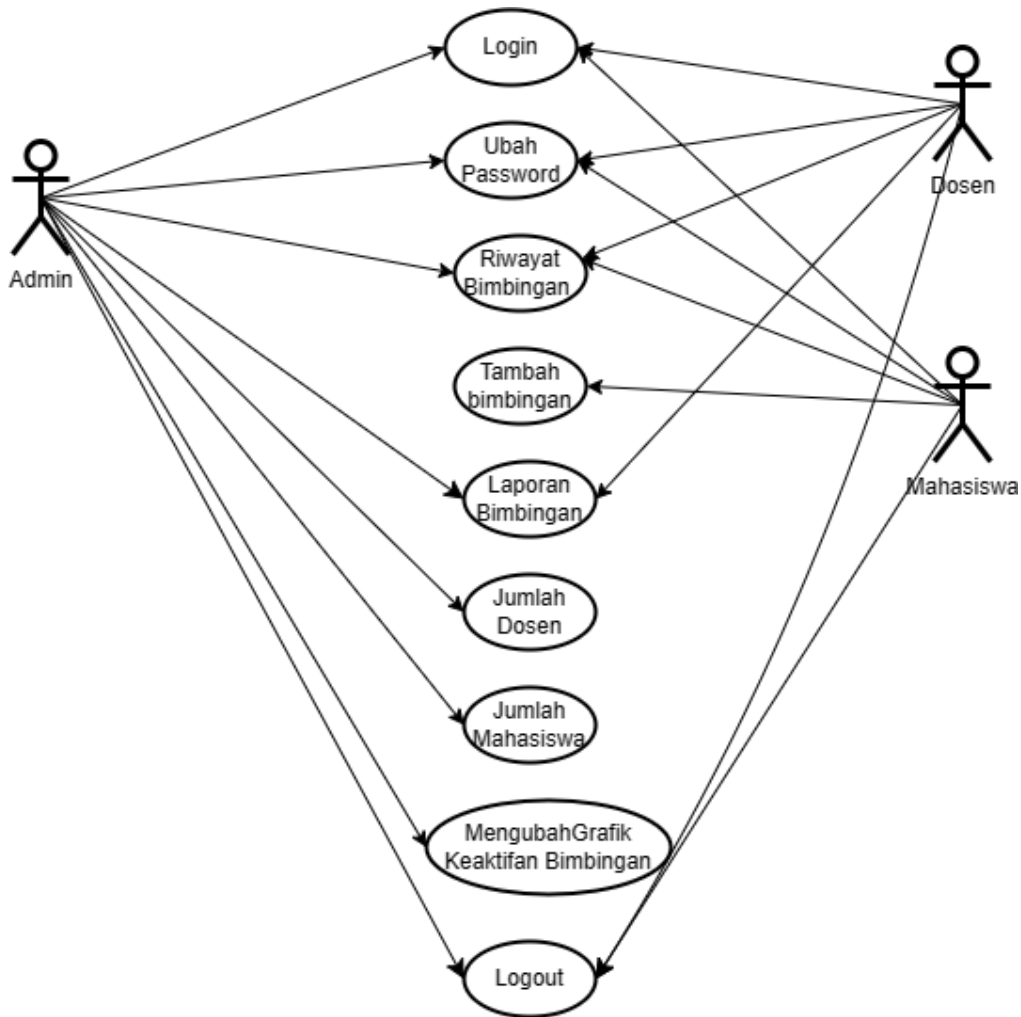 Login
Dosen
Ubah
Password
Admin
Riwayat
Bimbingan
Tambah
bimbingan
Mahasiswa
Laporan
Bimbingan
Jumlah
Dosen
Jumlah
Mahasiswa
MengubahGrafik
Keaktifan Bimbingan
Logout